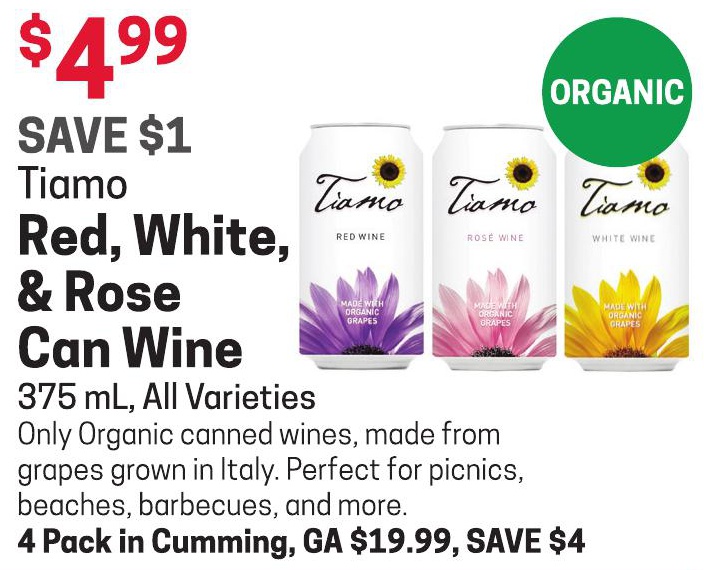 $4.99
SAVE $1
Tiamo
Red, White,
& Rose
Can Wine
375 mL, All Varieties
Only Organic canned wines, made from
grapes grown in Italy. Perfect for picnics,
beaches, barbecues, and more.
4 Pack in Cumming, GA $19.99, SAVE $4
ORGANIC
Tiamo
RED WINE
MADE WITH
ORGANIC
GRAPES
Tiamo
ROSÉ WINE
MADE WITH
ORGANIC
GRAPES
Tiamo
WHITE WINE
MADE WITH
ORGANIC
GRAPES